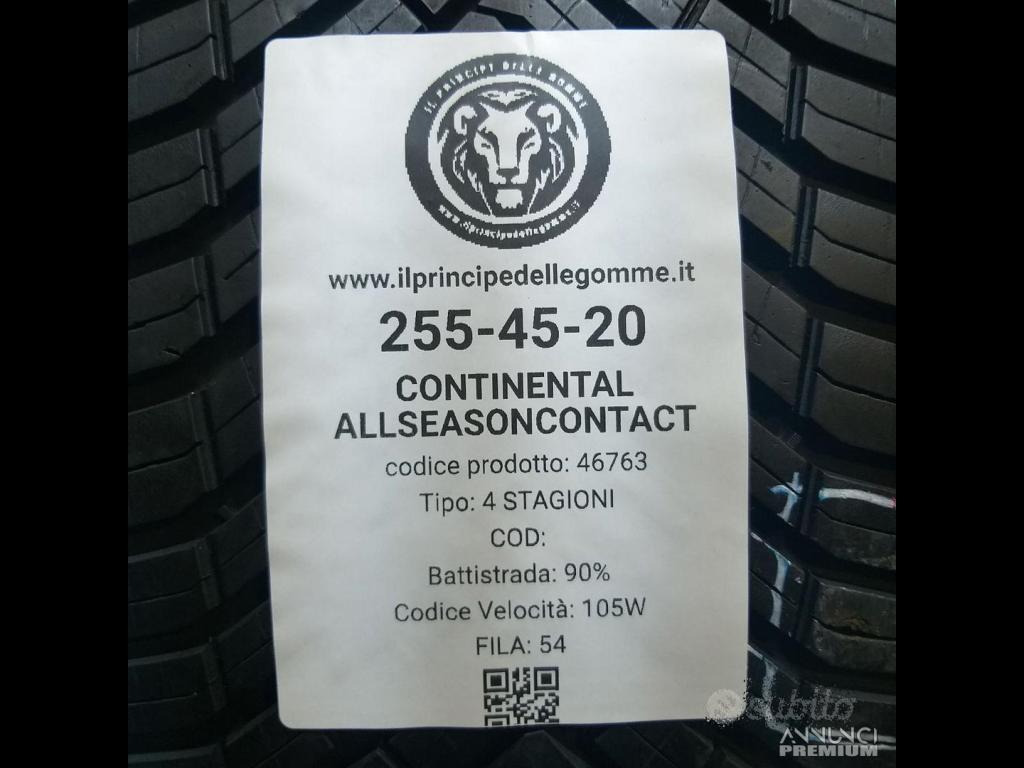 IL PRINCIPE DELLE GOMME
www.ilprincipedellegomme.it
www.ilprincipedellegomme.it
255-45-20
CONTINENTAL
ALLSEASONCONTACT
codice prodotto: 46763
Tipo: 4 STAGIONI
COD:
Battistrada: 90%
Codice Velocità: 105W
FILA: 54
subito
ANNUNCI
PREMIUM